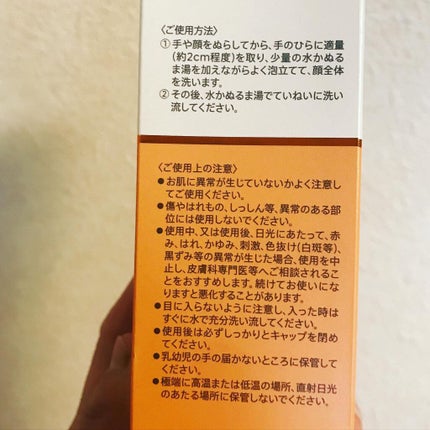 〈ご使用方法〉
①手や顔をぬらしてから、手のひらに適量
(約2cm程度)を取り、少量の水かぬる
ま湯を加えながらよく泡立てて、顔全体
を洗います。
②その後、水かぬるま湯でていねいに洗い
流してください。
〈ご使用上の注意〉
●お肌に異常が生じていないかよく注意し
てご使用ください。
●傷やはれもの、しっしん等、異常のある部
位には使用しないでください。
●使用中、又は使用後、日光にあたって、赤
み、はれ、かゆみ、刺激、色抜け(白斑等)、
黒ずみ等の異常が生じた場合、使用を中
止し、皮膚科専門医等へご相談されるこ
とをおすすめします。続けてお使いにな
りますと悪化することがあります。
●目に入らないように注意し、入った時は
すぐに水で充分洗い流してください。
●使用後は必ずしっかりとキャップを閉め
てください。
●乳幼児の手の届かないところに保管して
ください。
●極端に高温または低温の場所、直射日光
のあたる場所に保管しないでください。